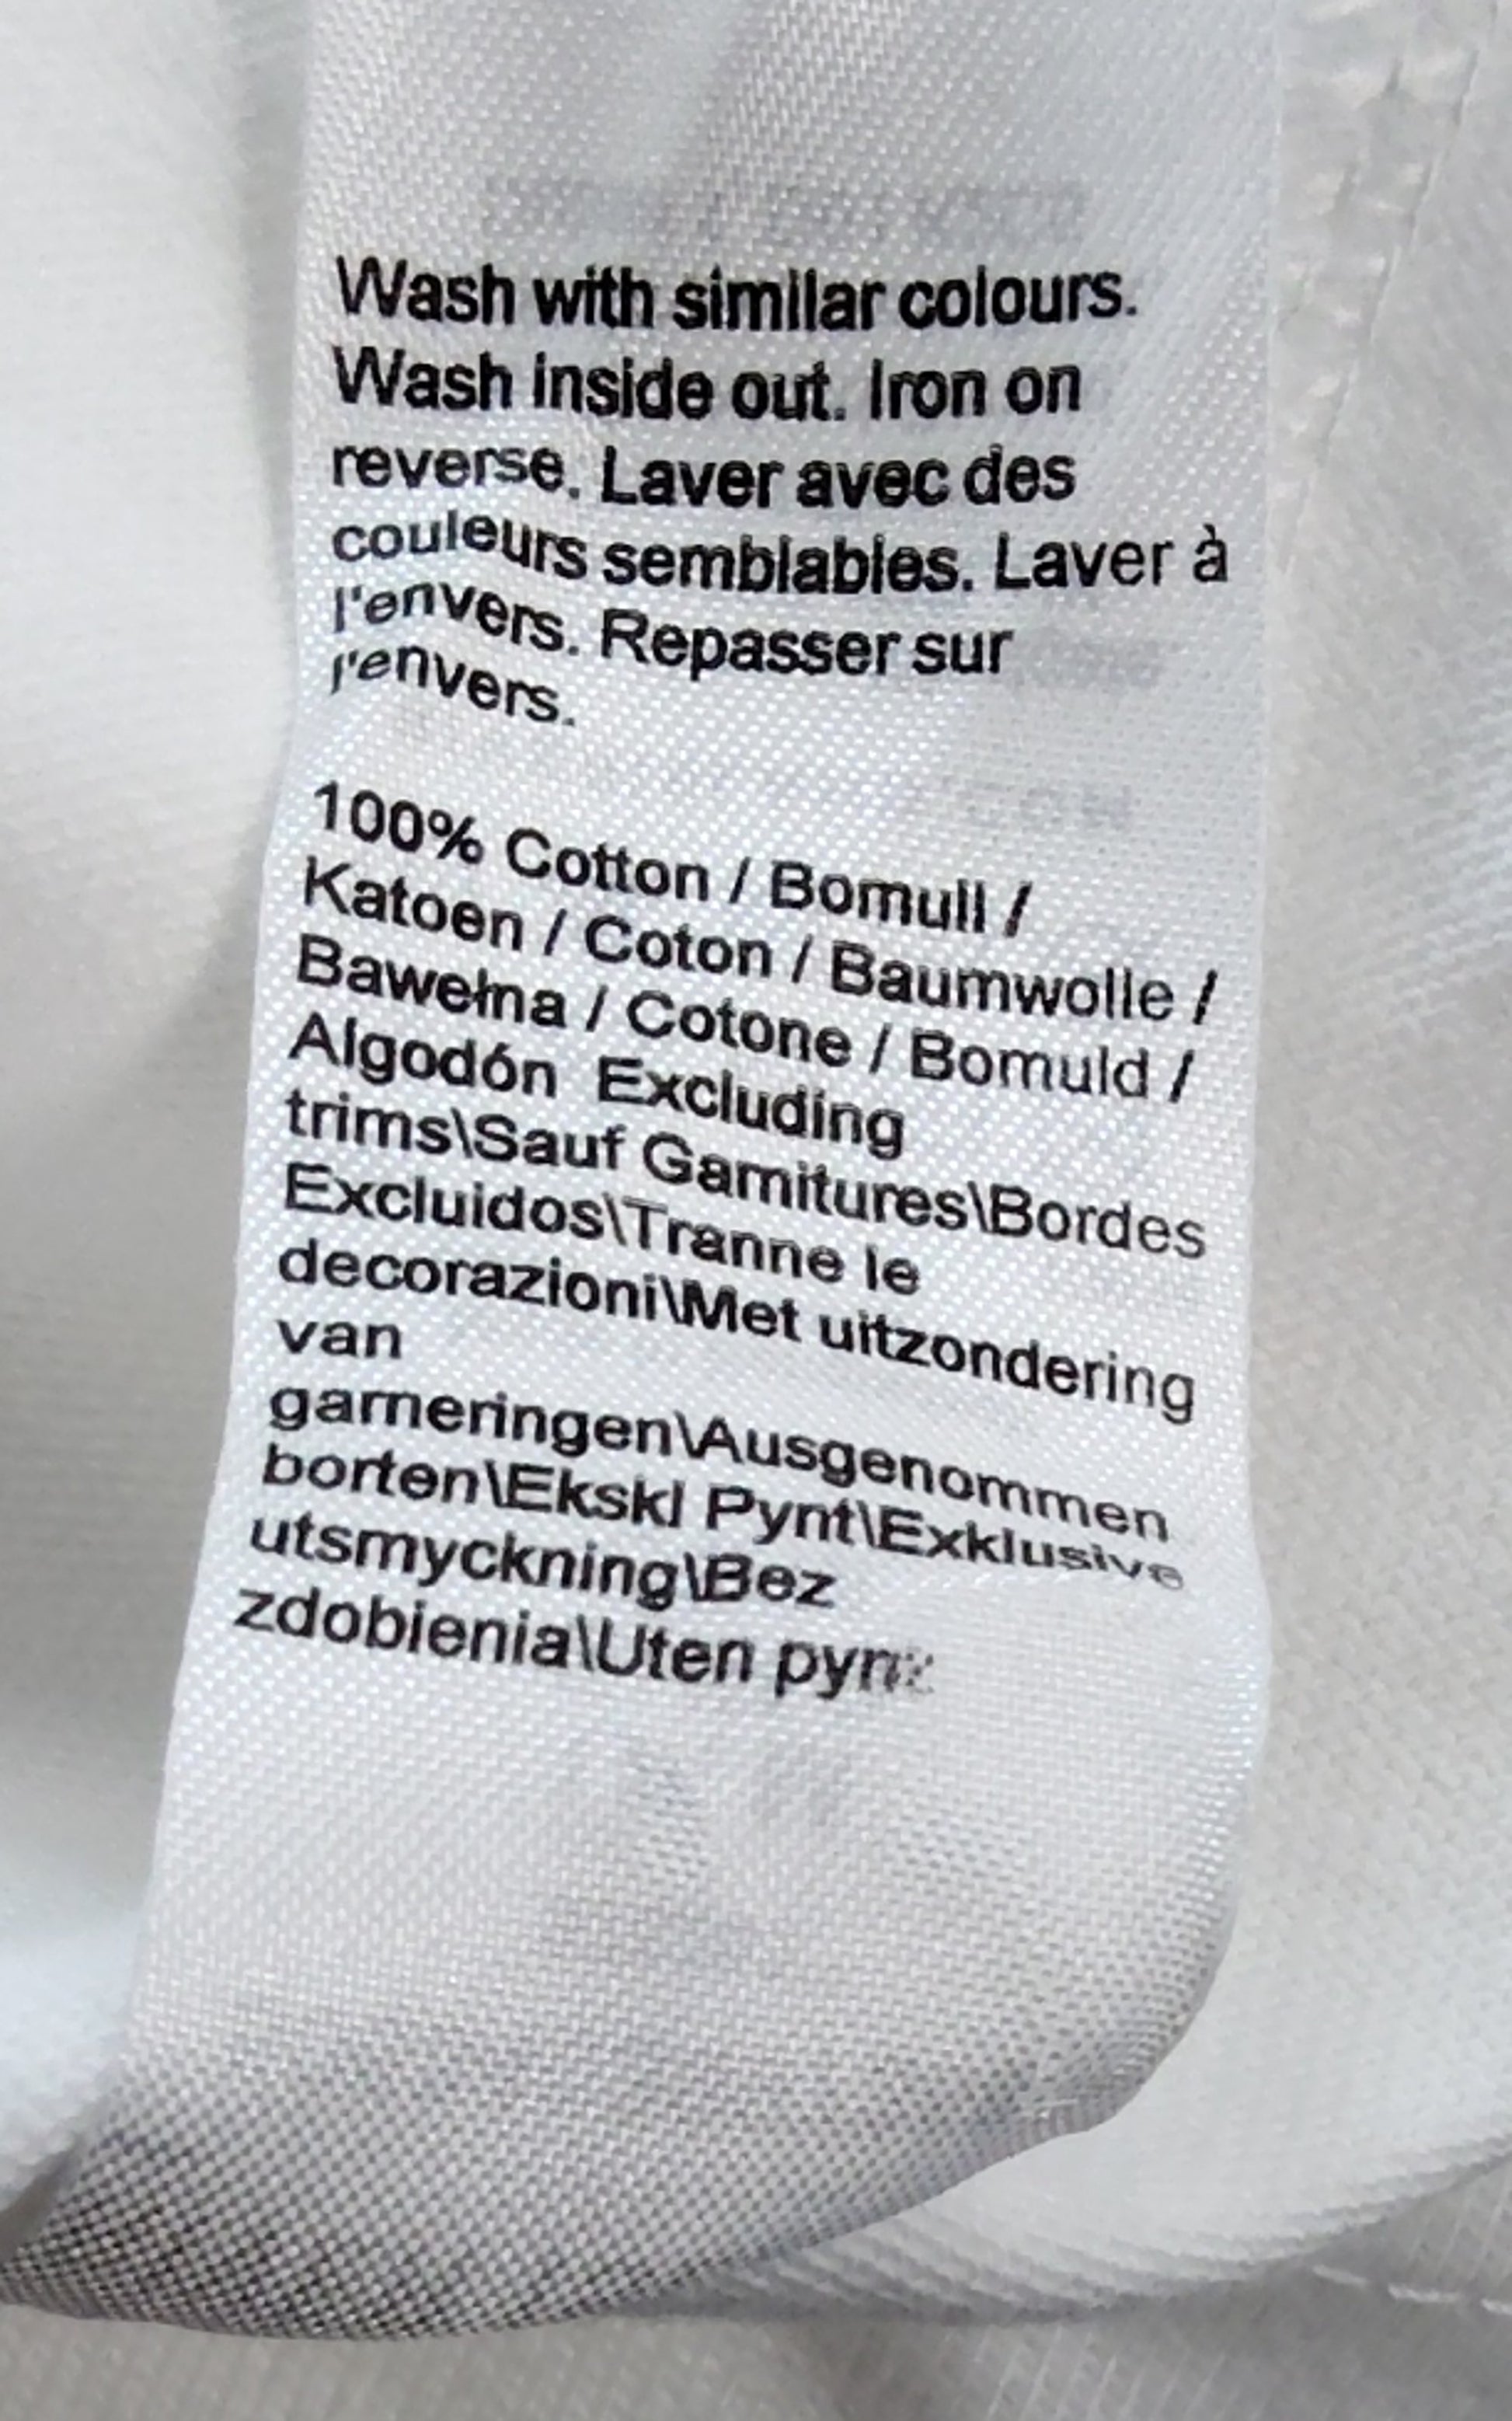 Wash with similar colours.
Wash inside out. Iron on
reverse. Laver avec des
couleurs semblables. Laver à
l'envers. Repasser sur
l'envers.
100% Cotton / Bomull /
Katoen / Coton / Baumwolle /
Bawełna / Cotone / Bomuld /
Algodón Excluding
trims\Sauf Garnitures\Bordes
Excluidos\Tranne le
decorazioni\Met uitzondering
van
garneringen\Ausgenommen
borten\Ekskl Pynt\Exklusive
utsmyckning\Bez
zdobienia\Uten